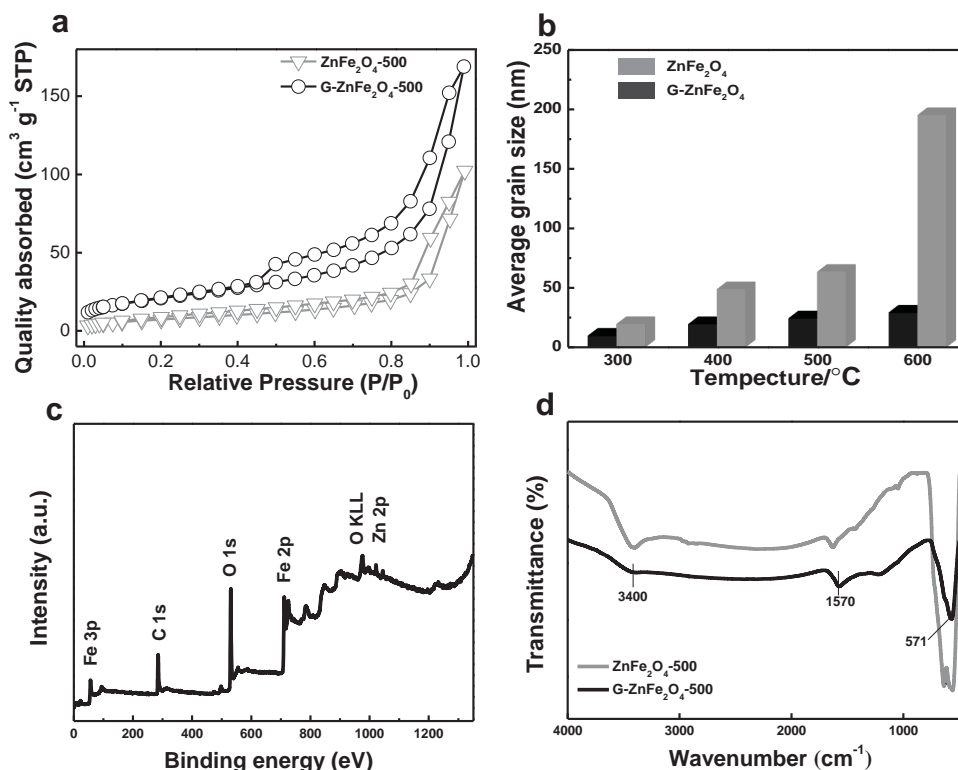 a
ZnFe₂O₄-500
G-ZnFe₂O₄-500
Quality absorbed (cm³ g⁻¹ STP)
150
100
50
0
0.0 0.2 0.4 0.6 0.8 1.0
Relative Pressure (P/P₀)
b
ZnFe₂O₄
G-ZnFe₂O₄
Average grain size (nm)
250
200
150
100
50
0
300 400 500 600
Tempecture/°C
c
Intensity (a.u.)
Fe 3p
C 1s
O 1s
Fe 2p
O KLL
Zn 2p
0 200 400 600 800 1000 1200
Binding energy (eV)
d
Transmittance (%)
3400
1570
571
ZnFe₂O₄-500
G-ZnFe₂O₄-500
4000 3000 2000 1000
Wavenumber (cm⁻¹)